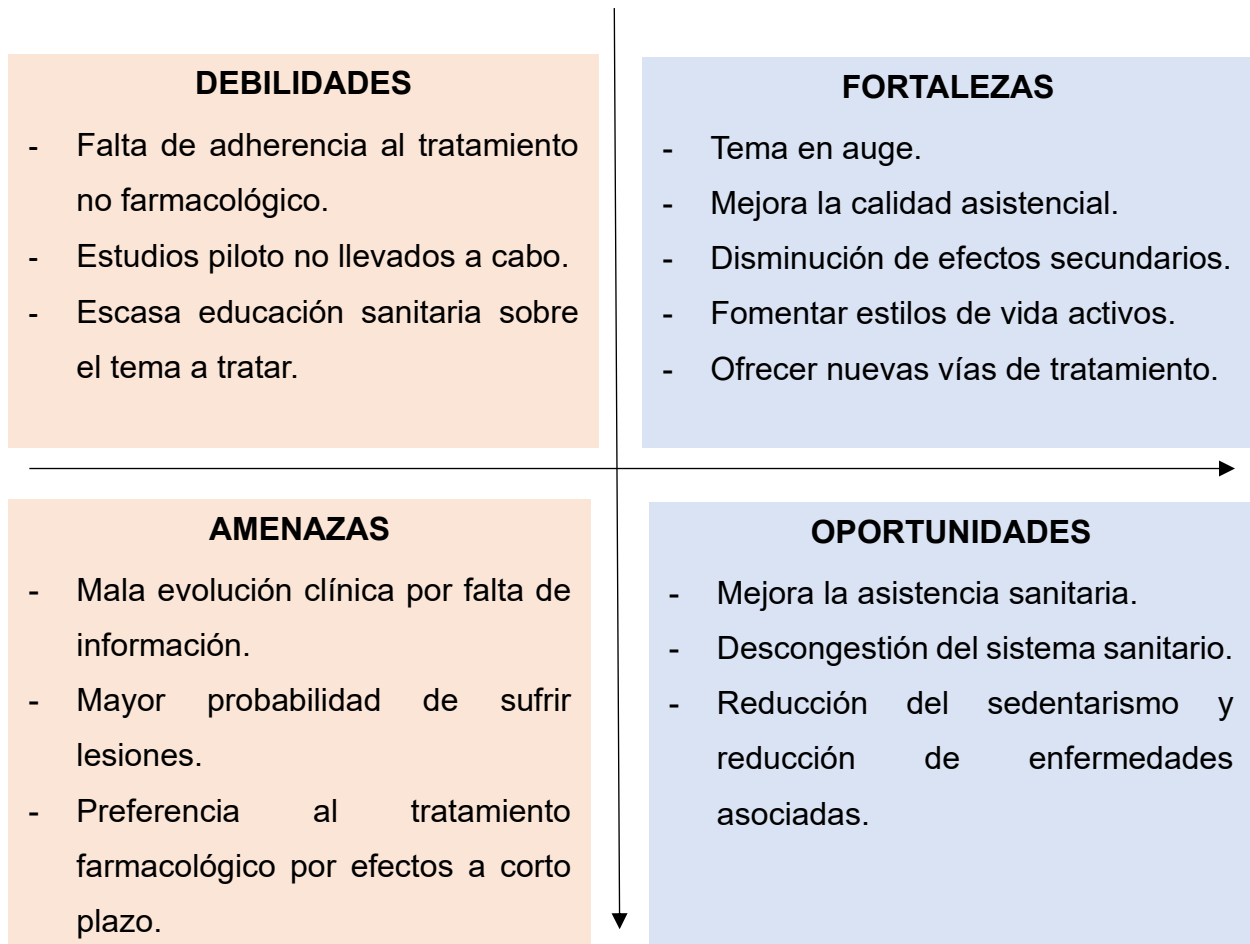 DEBILIDADES
- Falta de adherencia al tratamiento
no farmacológico.
- Estudios piloto no llevados a cabo.
- Escasa educación sanitaria sobre
el tema a tratar.
FORTALEZAS
- Tema en auge.
- Mejora la calidad asistencial.
- Disminución de efectos secundarios.
- Fomentar estilos de vida activos.
- Ofrecer nuevas vías de tratamiento.
AMENAZAS
- Mala evolución clínica por falta de
información.
- Mayor probabilidad de sufrir
lesiones.
- Preferencia al tratamiento
farmacológico por efectos a corto
plazo.
OPORTUNIDADES
- Mejora la asistencia sanitaria.
- Descongestión del sistema sanitario.
- Reducción del sedentarismo y
reducción de enfermedades
asociadas.